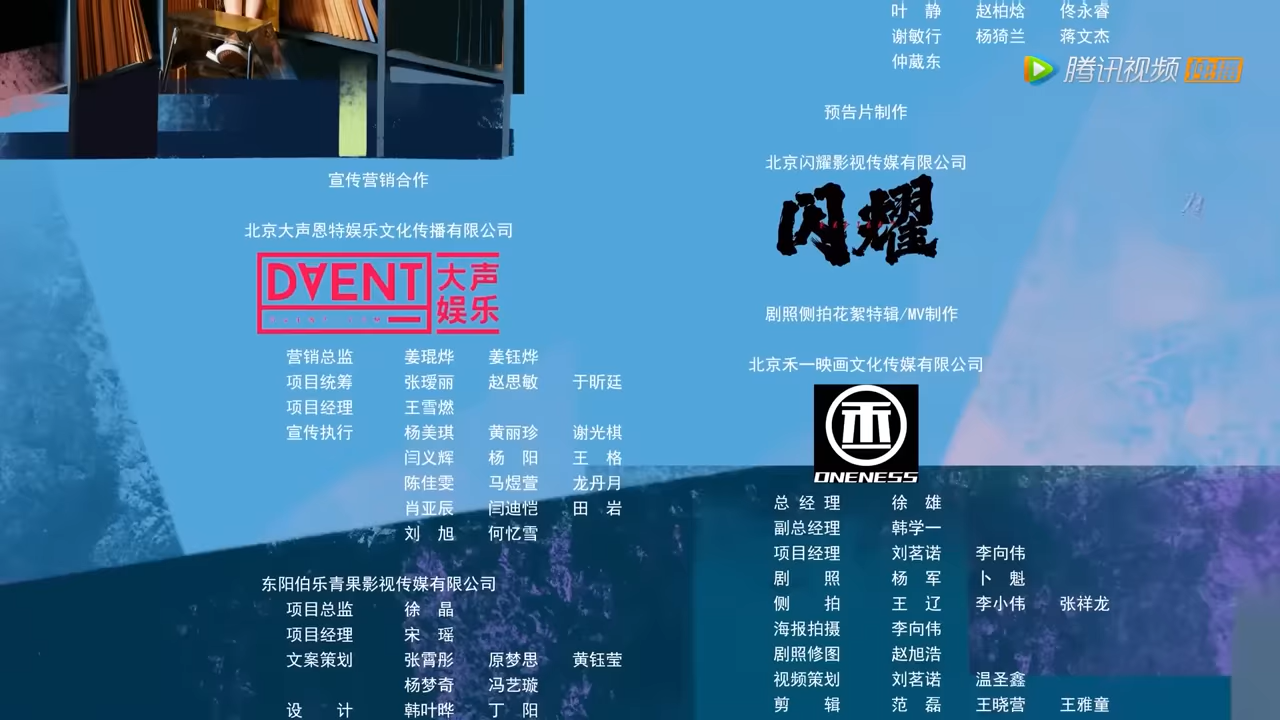 宣传营销合作
北京大声恩特娱乐文化传播有限公司
D∀ENT 大声娱乐
营销总监 姜琨烨 姜钰烨
项目统筹 张瑷丽 赵思敏 于昕廷
项目经理 王雪燃
宣传执行 杨美琪 黄丽珍 谢光棋
闫义辉 杨 阳 王 格
陈佳雯 马煜萱 龙丹月
肖亚辰 闫迪恺 田 岩
刘 旭 何忆雪
东阳伯乐青果影视传媒有限公司
项目总监 徐 晶
项目经理 宋 瑶
文案策划 张霄彤 原梦思 黄钰莹
杨梦奇 冯艺璇
设 计 韩叶晔 丁 阳
叶 静 赵柏焓 佟永睿
谢敏行 杨猗兰 蒋文杰
仲葳东
腾讯视频 独播
预告片制作
北京闪耀影视传媒有限公司
闪耀
剧照侧拍花絮特辑/MV制作
北京禾一映画文化传媒有限公司
ONENESS
总 经 理 徐 雄
副总经理 韩学一
项目经理 刘茗诺 李向伟
剧 照 杨 军 卜 魁
侧 拍 王 辽 李小伟 张祥龙
海报拍摄 李向伟
剧照修图 赵旭浩
视频策划 刘茗诺 温圣鑫
剪 辑 范 磊 王晓营 王雅童